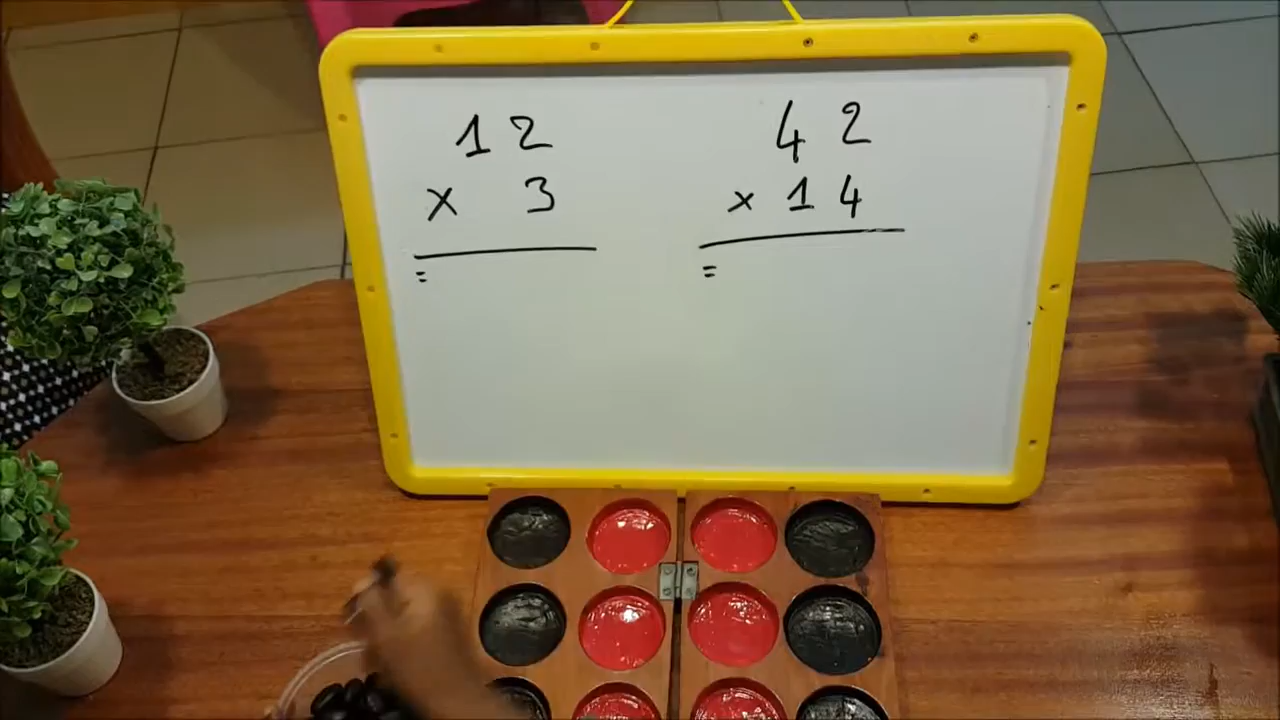 12
x 3
=
42
x 14
=